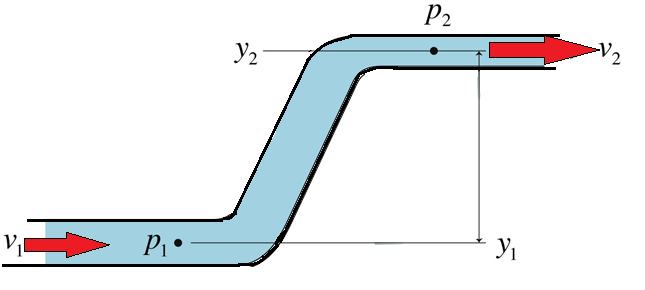 p₂
y₂
v₂
v₁
p₁
y₁